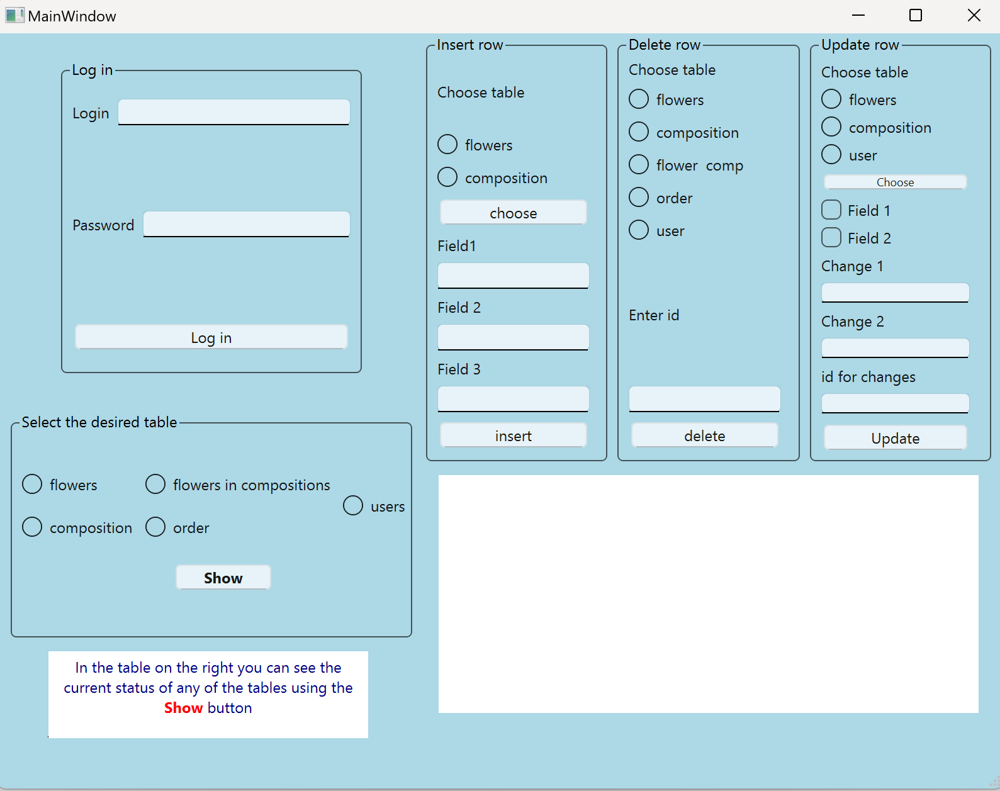 MainWindow
Log in
Login
Password
Log in
Select the desired table
flowers
flowers in compositions
users
composition
order
Show
In the table on the right you can see the
current status of any of the tables using the
Show button
Insert row
Choose table
flowers
composition
choose
Field1
Field 2
Field 3
insert
Delete row
Choose table
flowers
composition
flower comp
order
user
Enter id
delete
Update row
Choose table
flowers
composition
user
Choose
Field 1
Field 2
Change 1
Change 2
id for changes
Update